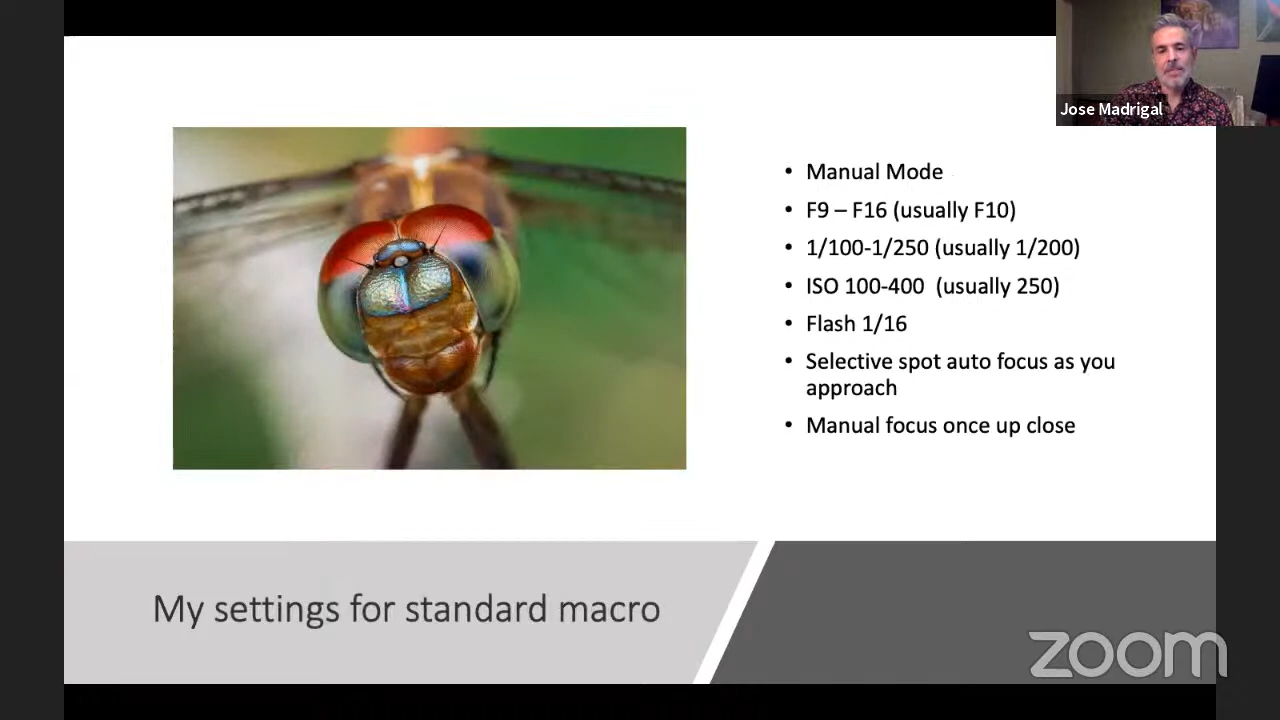 Jose Madrigal
• Manual Mode
• F9 – F16 (usually F10)
• 1/100-1/250 (usually 1/200)
• ISO 100-400 (usually 250)
• Flash 1/16
• Selective spot auto focus as you
approach
• Manual focus once up close
My settings for standard macro
zoom